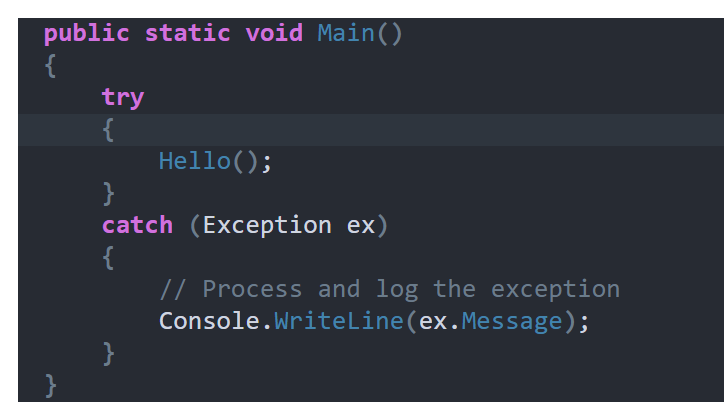 public static void Main()
{
    try
    {
        Hello();
    }
    catch (Exception ex)
    {
        // Process and log the exception
        Console.WriteLine(ex.Message);
    }
}